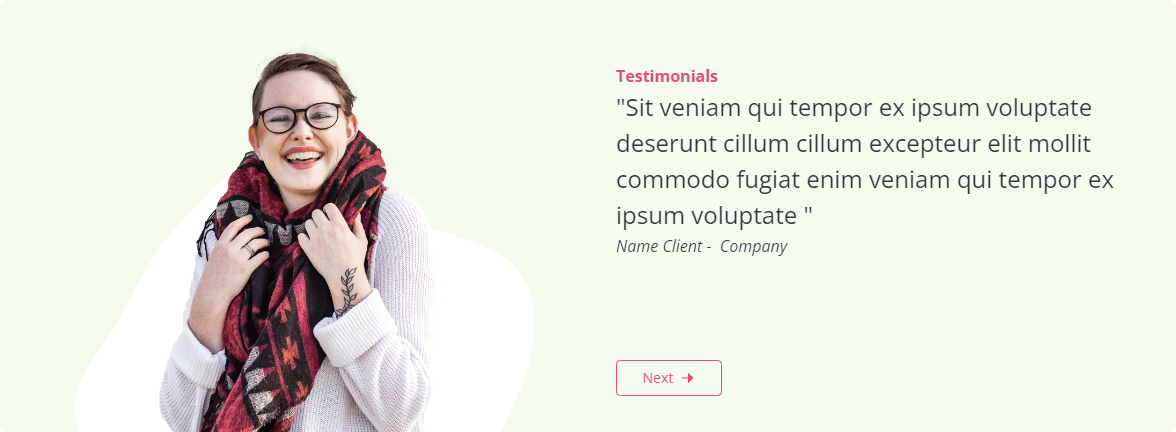 Testimonials
"Sit veniam qui tempor ex ipsum voluptate
deserunt cillum cillum excepteur elit mollit
commodo fugiat enim veniam qui tempor ex
ipsum voluptate "
Name Client -  Company
Next